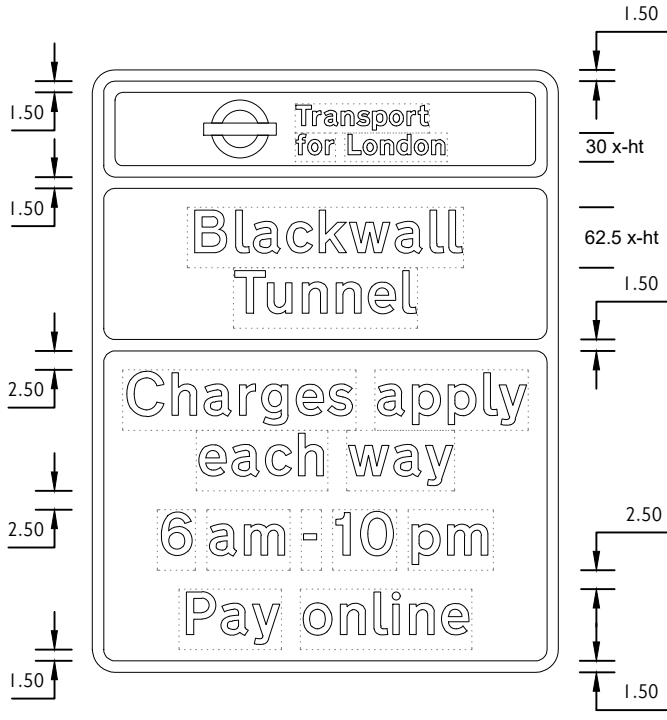 1.50
1.50
Transport
for London
30 x-ht
1.50
Blackwall
Tunnel
62.5 x-ht
1.50
1.50
2.50
Charges apply
each way
2.50
6 am - 10 pm
2.50
Pay online
1.50
1.50